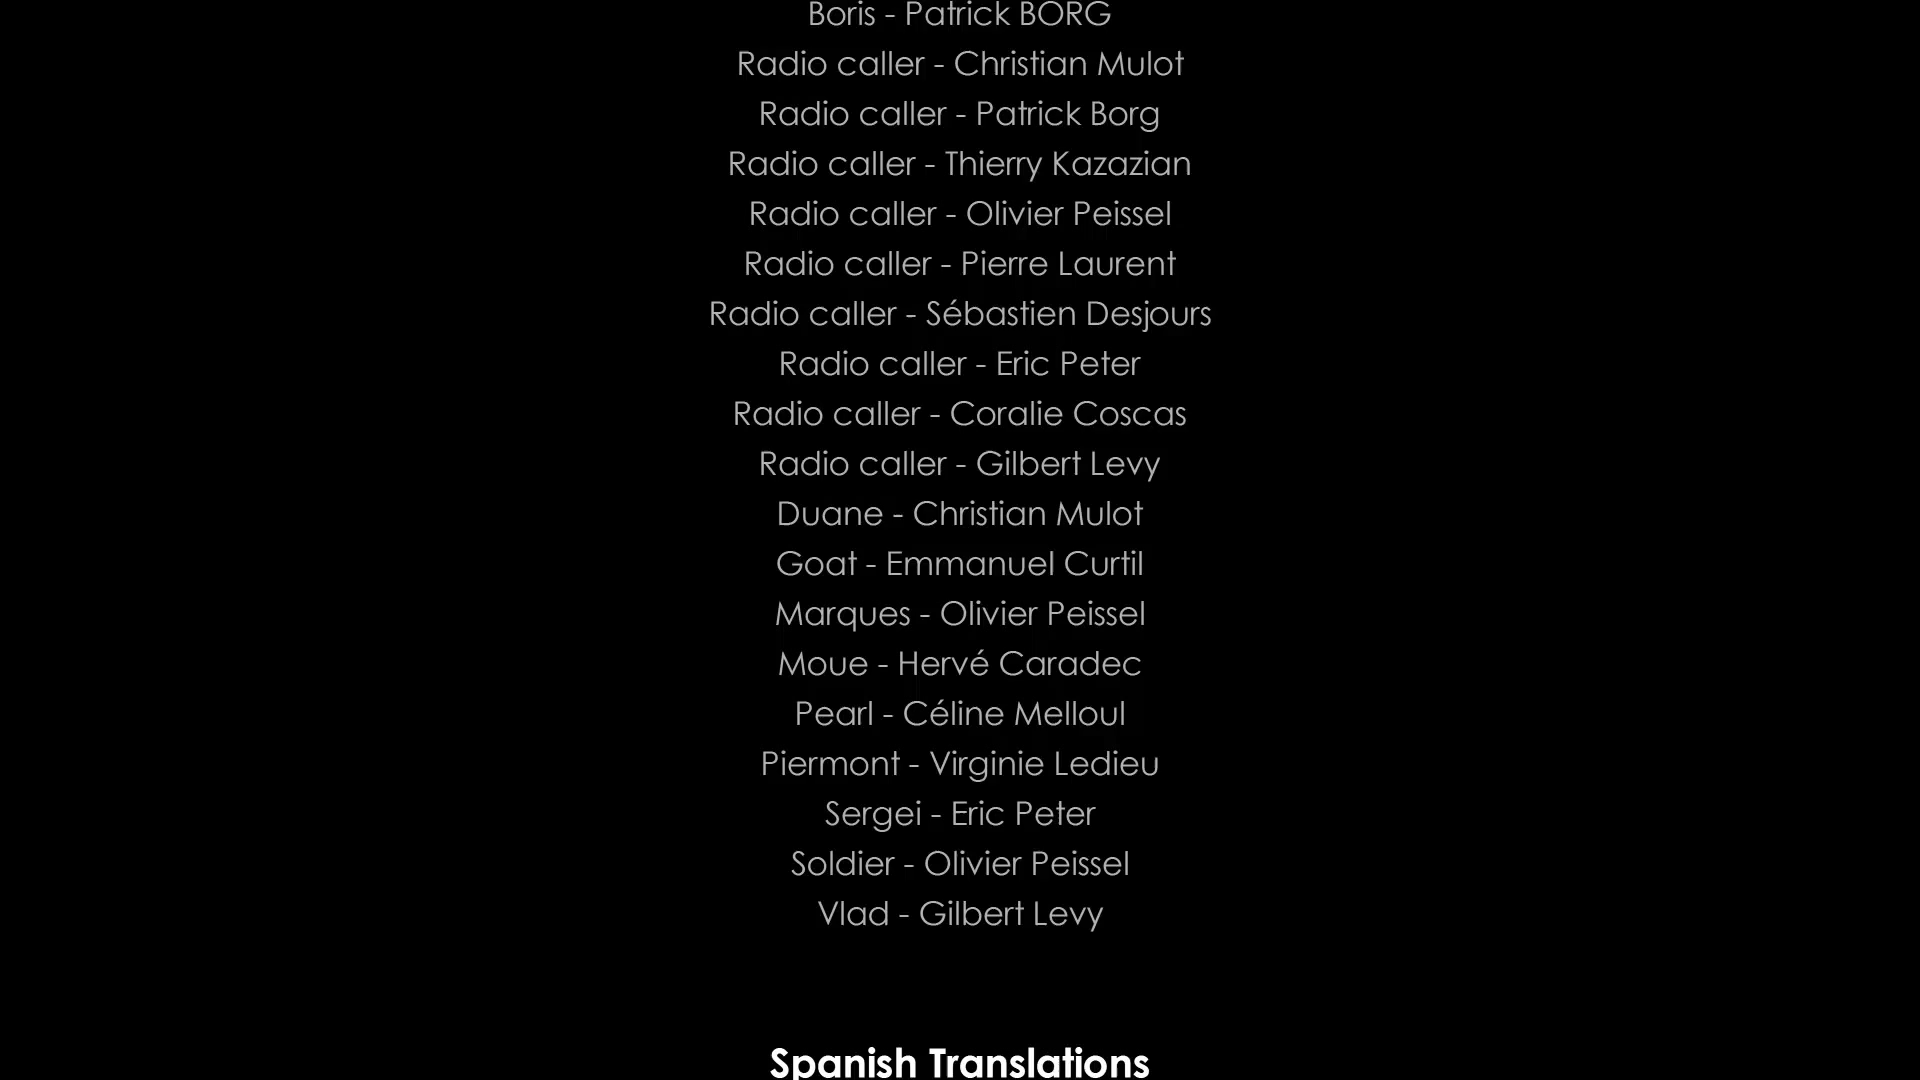 Boris - Patrick BORG
Radio caller - Christian Mulot
Radio caller - Patrick Borg
Radio caller - Thierry Kazazian
Radio caller - Olivier Peissel
Radio caller - Pierre Laurent
Radio caller - Sébastien Desjours
Radio caller - Eric Peter
Radio caller - Coralie Coscas
Radio caller - Gilbert Levy
Duane - Christian Mulot
Goat - Emmanuel Curtil
Marques - Olivier Peissel
Moue - Hervé Caradec
Pearl - Céline Melloul
Piermont - Virginie Ledieu
Sergei - Eric Peter
Soldier - Olivier Peissel
Vlad - Gilbert Levy
Spanish Translations